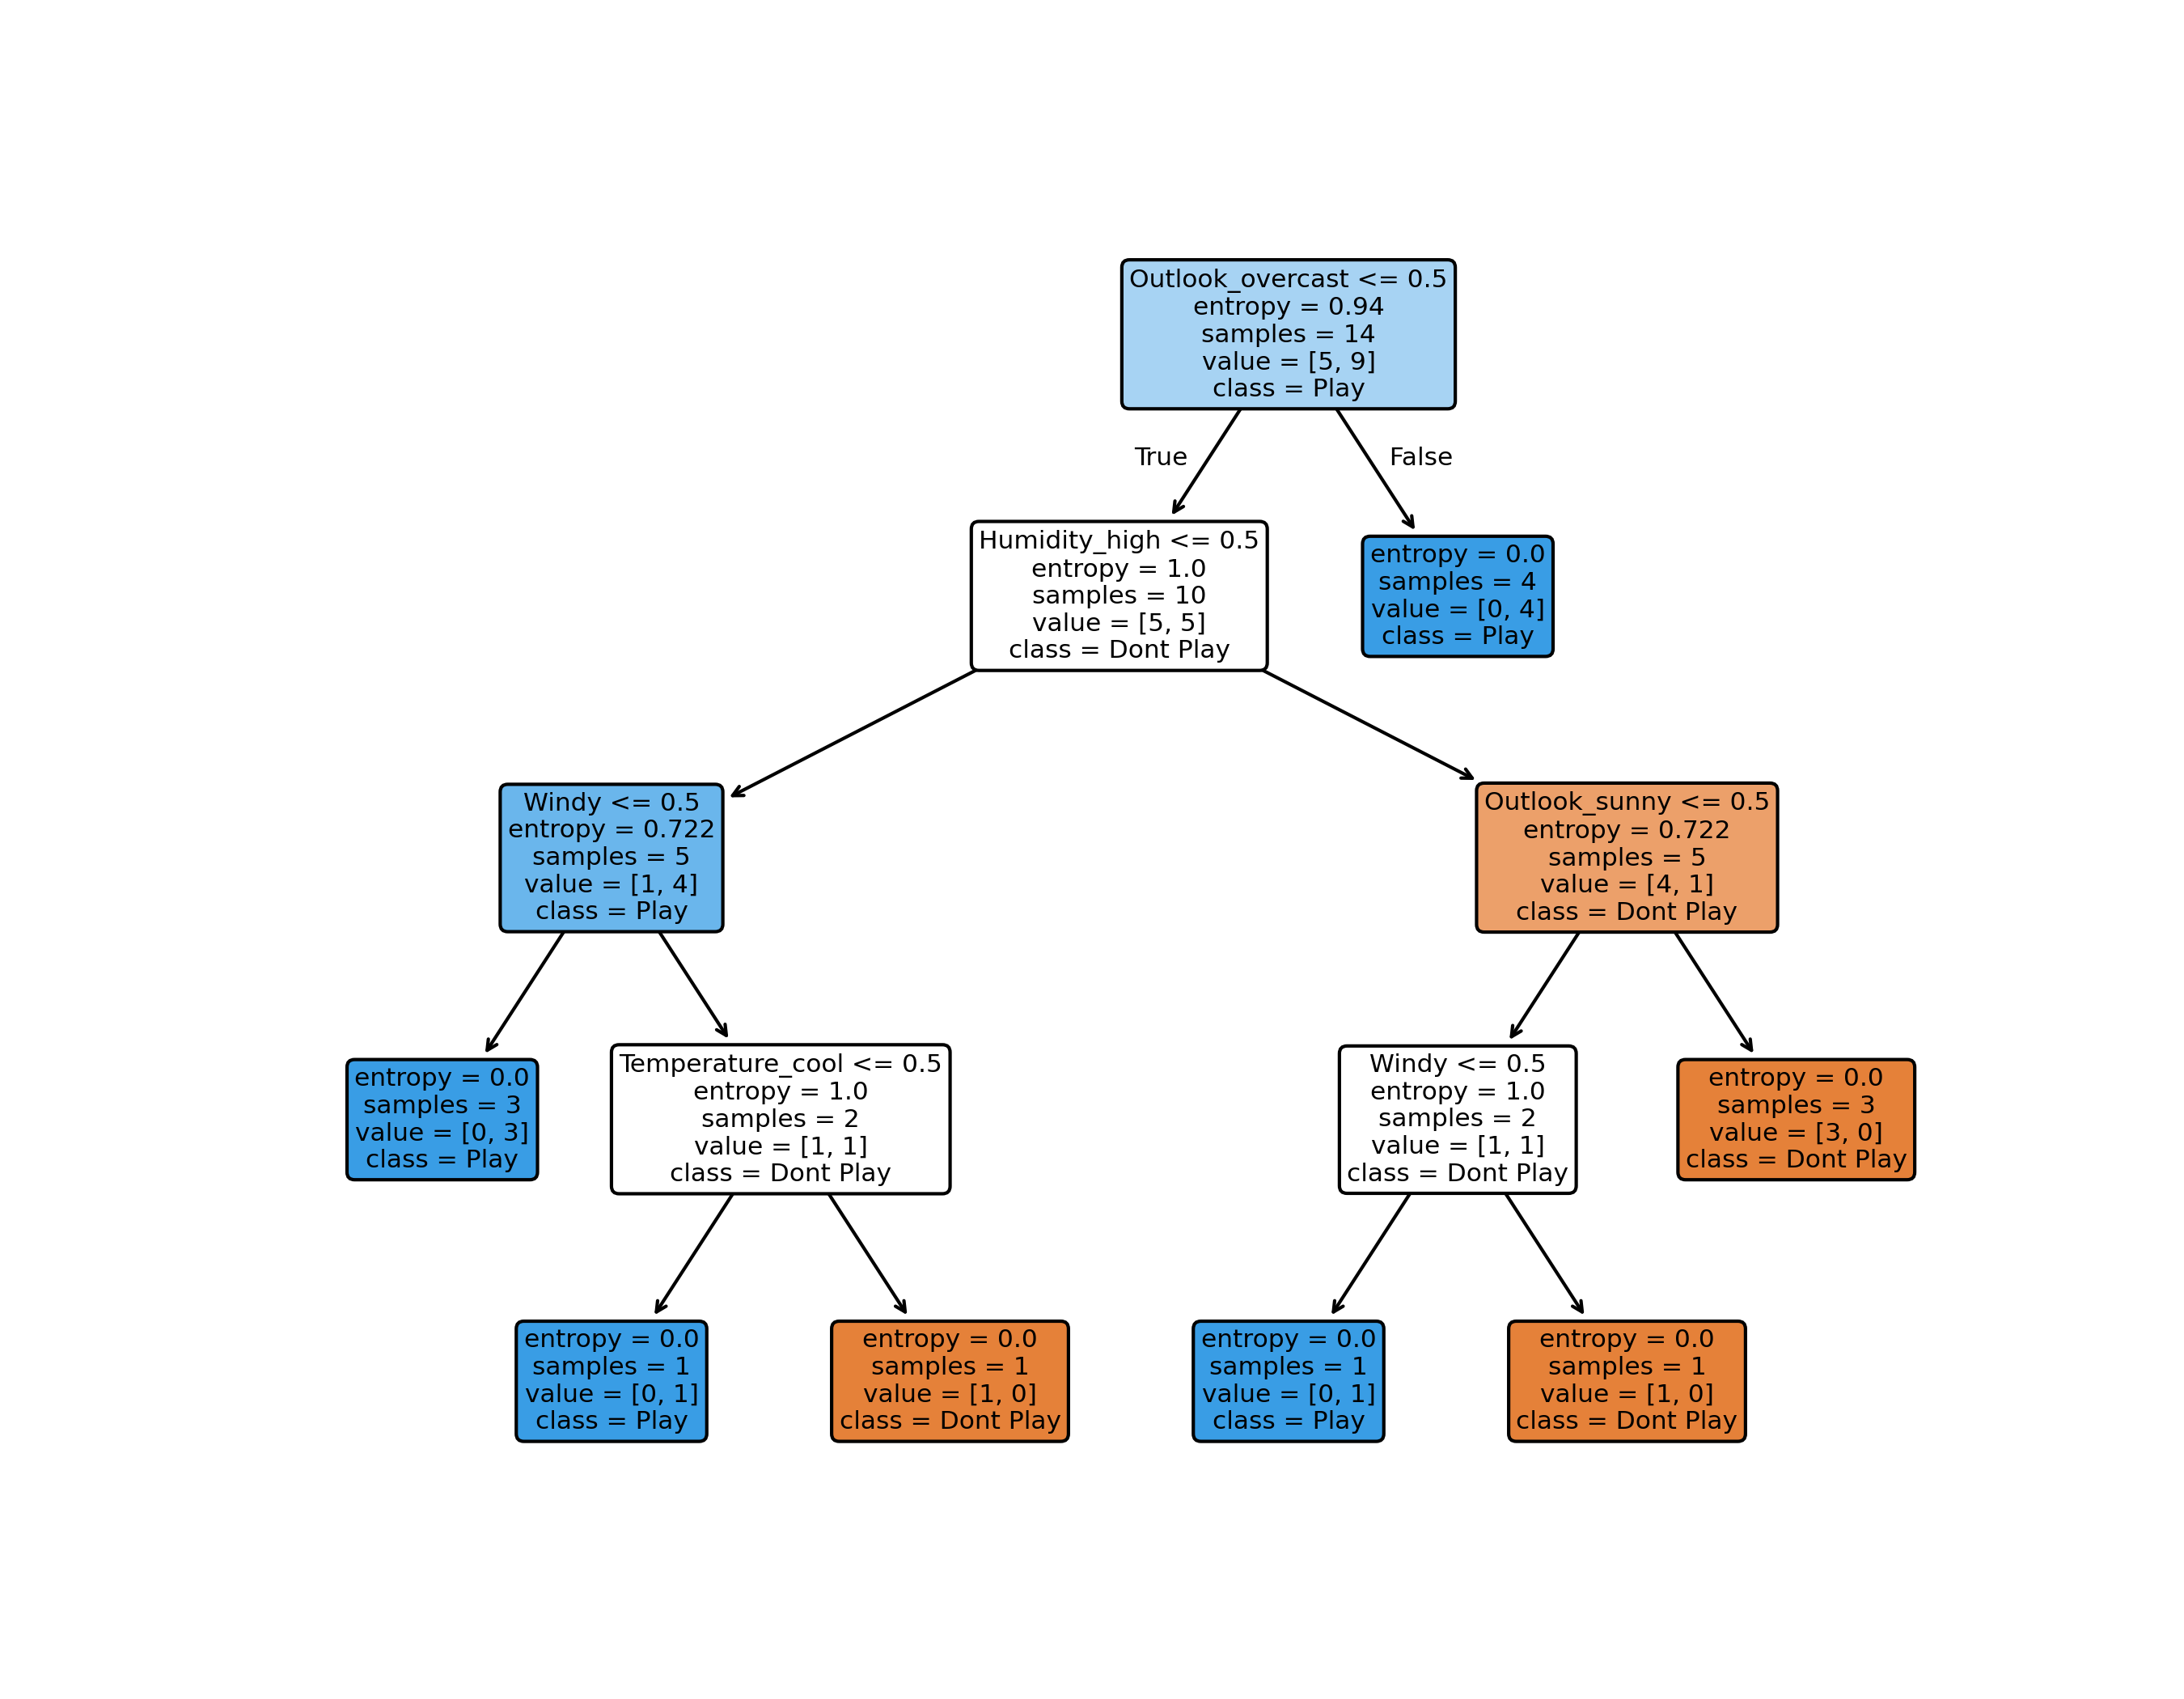 Outlook_overcast <= 0.5
entropy = 0.94
samples = 14
value = [5, 9]
class = Play
True
False
Humidity_high <= 0.5
entropy = 1.0
samples = 10
value = [5, 5]
class = Dont Play
entropy = 0.0
samples = 4
value = [0, 4]
class = Play
Windy <= 0.5
entropy = 0.722
samples = 5
value = [1, 4]
class = Play
Outlook_sunny <= 0.5
entropy = 0.722
samples = 5
value = [4, 1]
class = Dont Play
entropy = 0.0
samples = 3
value = [0, 3]
class = Play
Temperature_cool <= 0.5
entropy = 1.0
samples = 2
value = [1, 1]
class = Dont Play
Windy <= 0.5
entropy = 1.0
samples = 2
value = [1, 1]
class = Dont Play
entropy = 0.0
samples = 3
value = [3, 0]
class = Dont Play
entropy = 0.0
samples = 1
value = [0, 1]
class = Play
entropy = 0.0
samples = 1
value = [1, 0]
class = Dont Play
entropy = 0.0
samples = 1
value = [0, 1]
class = Play
entropy = 0.0
samples = 1
value = [1, 0]
class = Dont Play